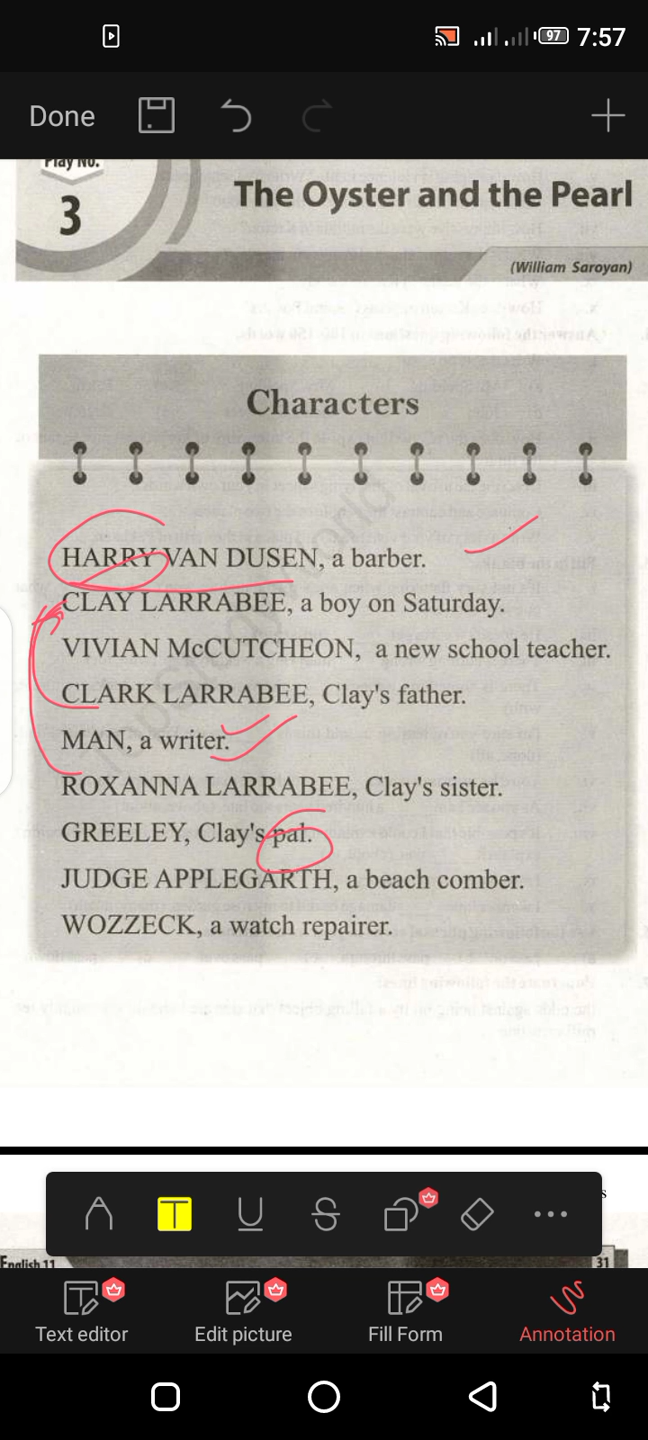 97 7:57
Done
Play No.
3
The Oyster and the Pearl
(William Saroyan)
Characters
HARRY VAN DUSEN, a barber.
CLAY LARRABEE, a boy on Saturday.
VIVIAN McCUTCHEON, a new school teacher.
CLARK LARRABEE, Clay's father.
MAN, a writer.
ROXANNA LARRABEE, Clay's sister.
GREELEY, Clay's pal.
JUDGE APPLEGARTH, a beach comber.
WOZZECK, a watch repairer.
s
English 11
31
Text editor
Edit picture
Fill Form
Annotation